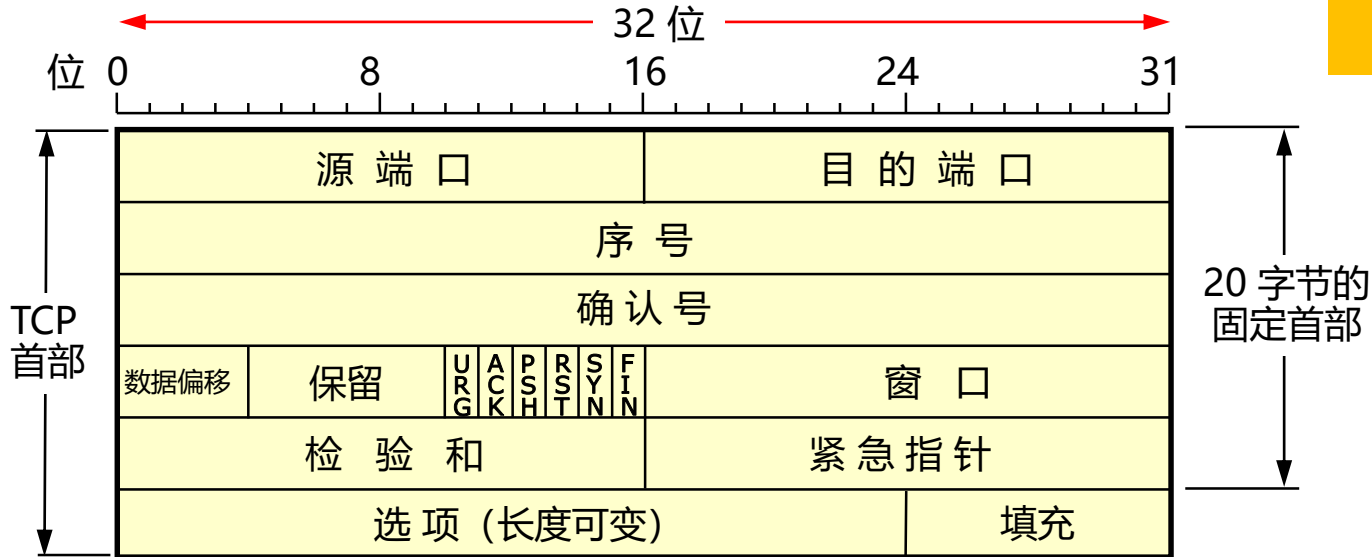 32 位
位 0 8 16 24 31
源 端 口 目 的 端 口
序 号
确 认 号
TCP
首部
20 字节的
固定首部
数据偏移 保留 URG ACK PSH RST SYN FIN 窗 口
检 验 和 紧 急 指 针
选 项 (长度可变) 填充